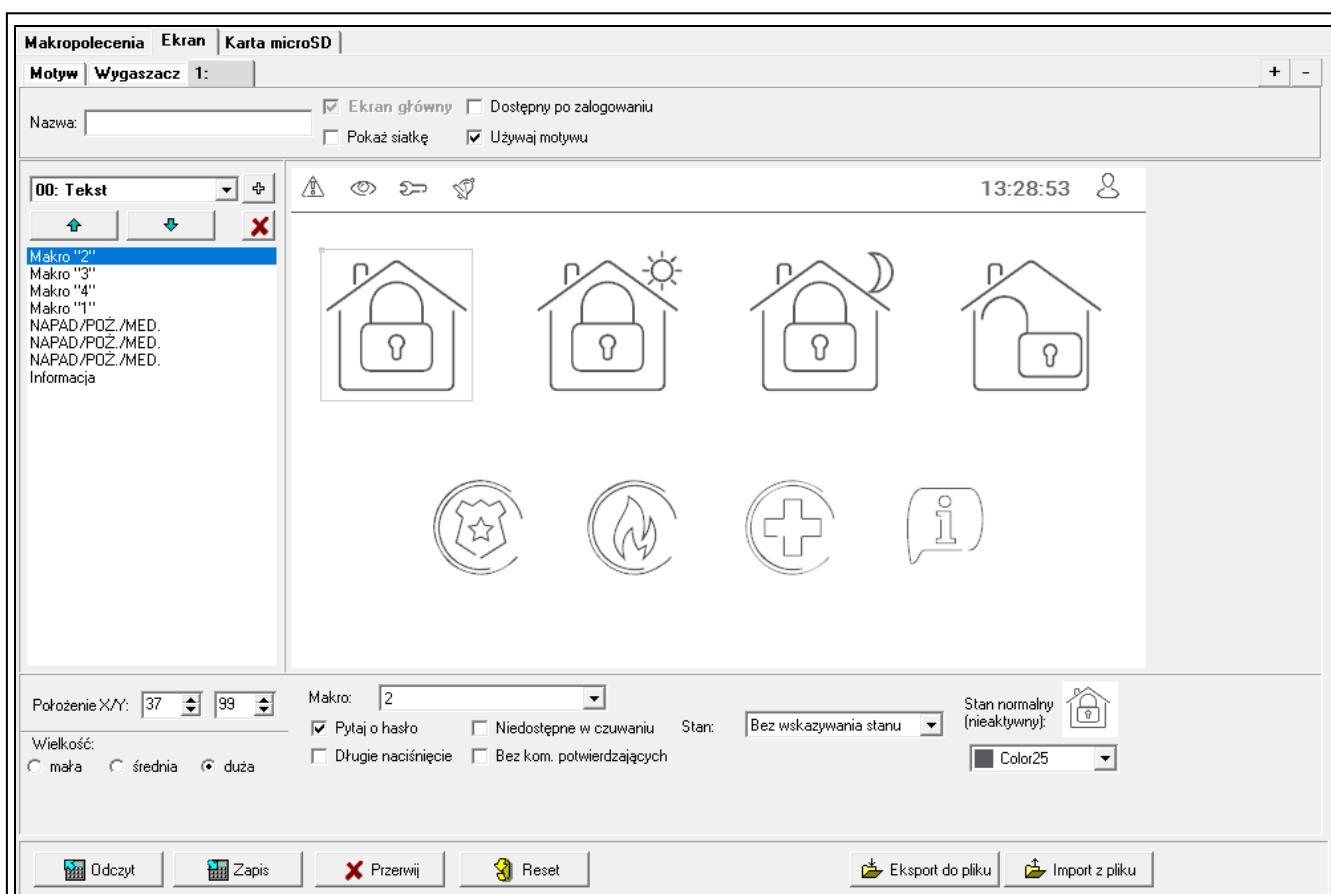 Makropolecenia Ekran Karta microSD
Motyw Wygaszacz 1: + -
Nazwa: Ekran główny Dostępny po zalogowaniu
Pokaż siatkę Używaj motywu
00: Tekst
13:28:53
Makro "2"
Makro "3"
Makro "4"
Makro "1"
NAPAD/POŻ./MED.
NAPAD/POŻ./MED.
NAPAD/POŻ./MED.
Informacja
Położenie X/Y: 37 99
Wielkość:
mała średnia duża
Makro: 2
Pytaj o hasło Niedostępne w czuwaniu
Długie naciśnięcie Bez kom. potwierdzających
Stan: Bez wskazywania stanu
Stan normalny
(nieaktywny):
Color25
Odczyt Zapis Przerwij Reset Eksport do pliku Import z pliku